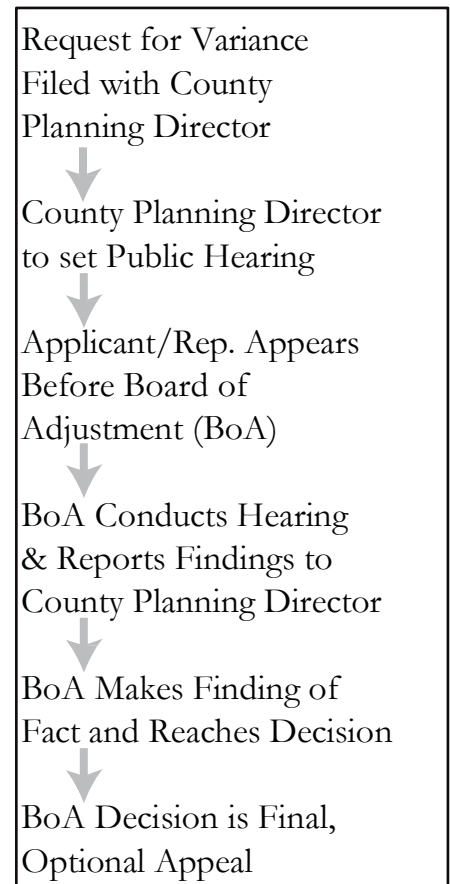 Request for Variance
Filed with County
Planning Director
County Planning Director
to set Public Hearing
Applicant/Rep. Appears
Before Board of
Adjustment (BoA)
BoA Conducts Hearing
& Reports Findings to
County Planning Director
BoA Makes Finding of
Fact and Reaches Decision
BoA Decision is Final,
Optional Appeal